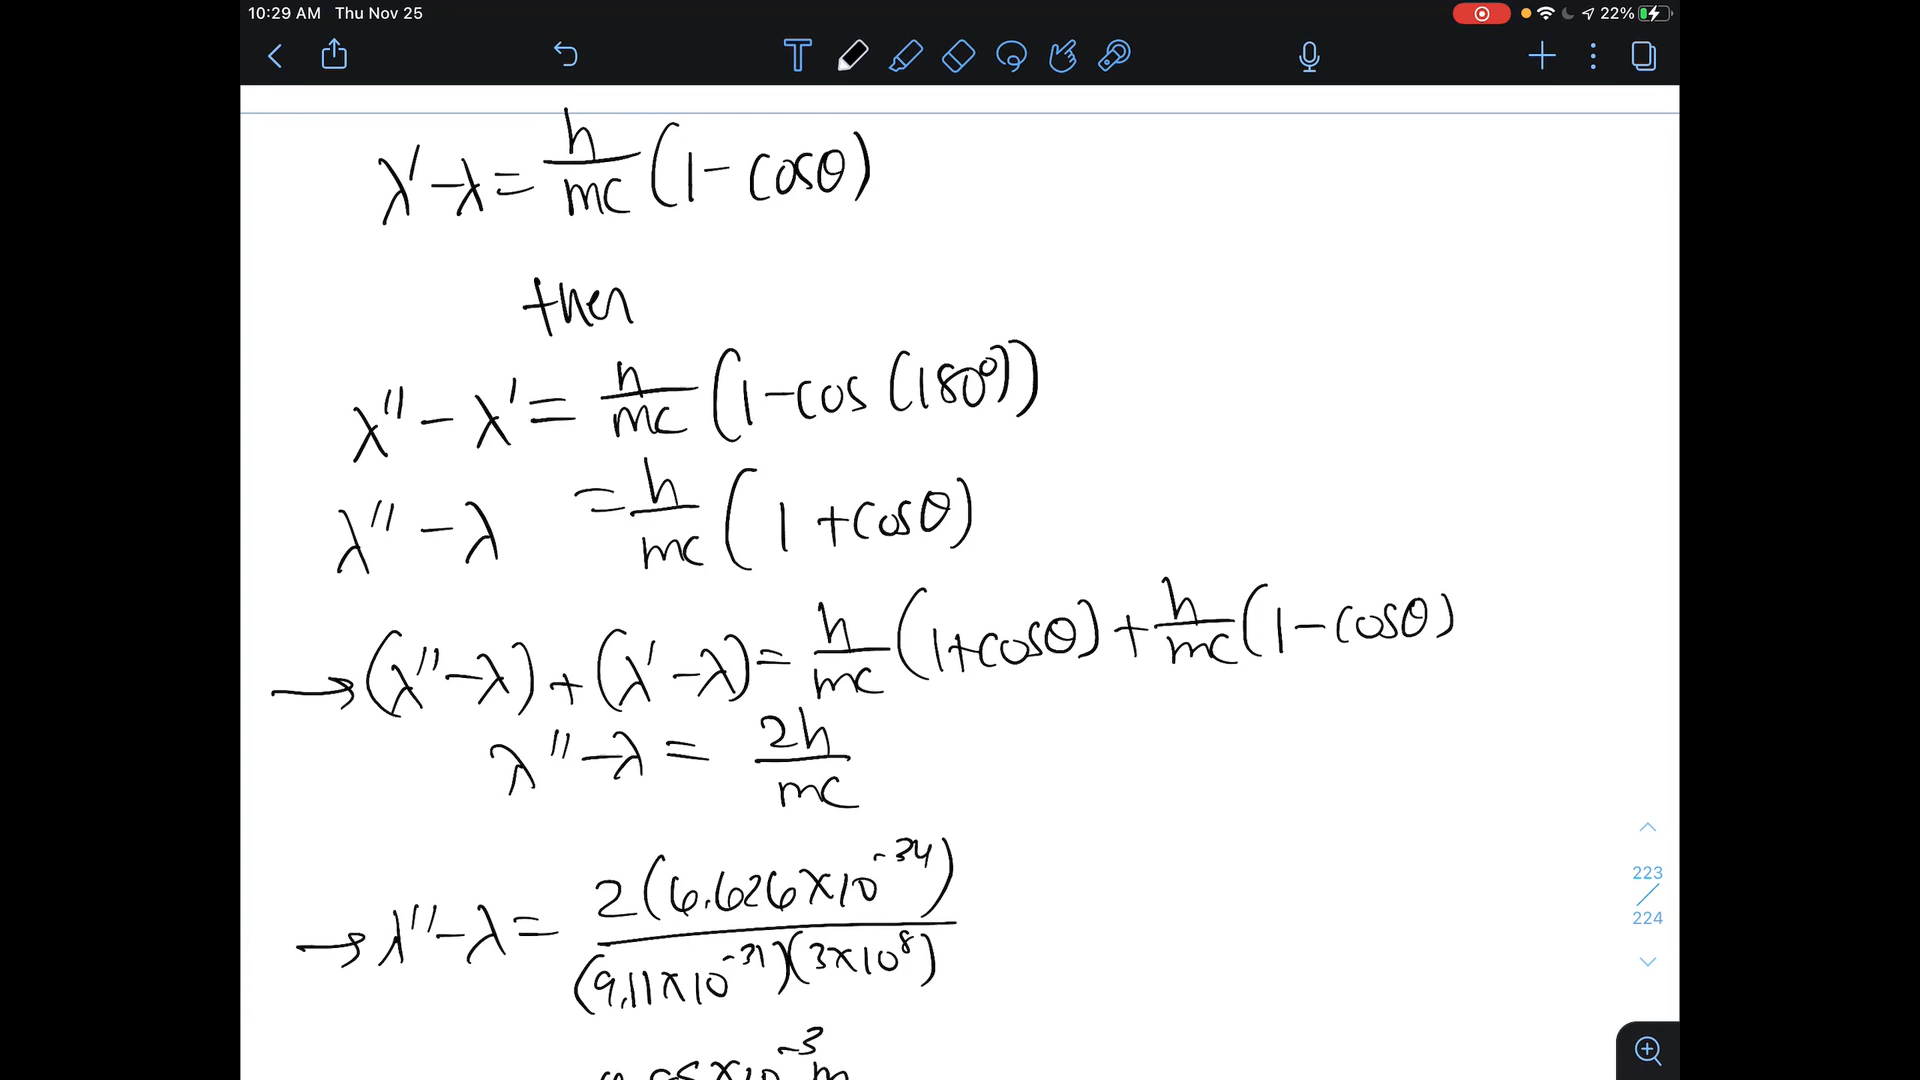 10:29 AM Thu Nov 25 22%
T
λ' - λ = h/mc (1 - cosθ)
then
λ'' - λ' = h/mc (1 - cos (180°))
λ'' - λ = h/mc (1 + cosθ)
→ (λ'' - λ) + (λ' - λ) = h/mc (1 + cosθ) + h/mc (1 - cosθ)
λ'' - λ = 2h/mc
→ λ'' - λ = 2(6.626 × 10^-34) / (9.11 × 10^-31)(3 × 10^8)
223
224